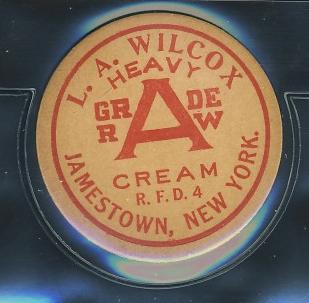 L. A. WILCOX
HEAVY
GRADE
RAW
CREAM
R. F. D. 4
JAMESTOWN, NEW YORK.